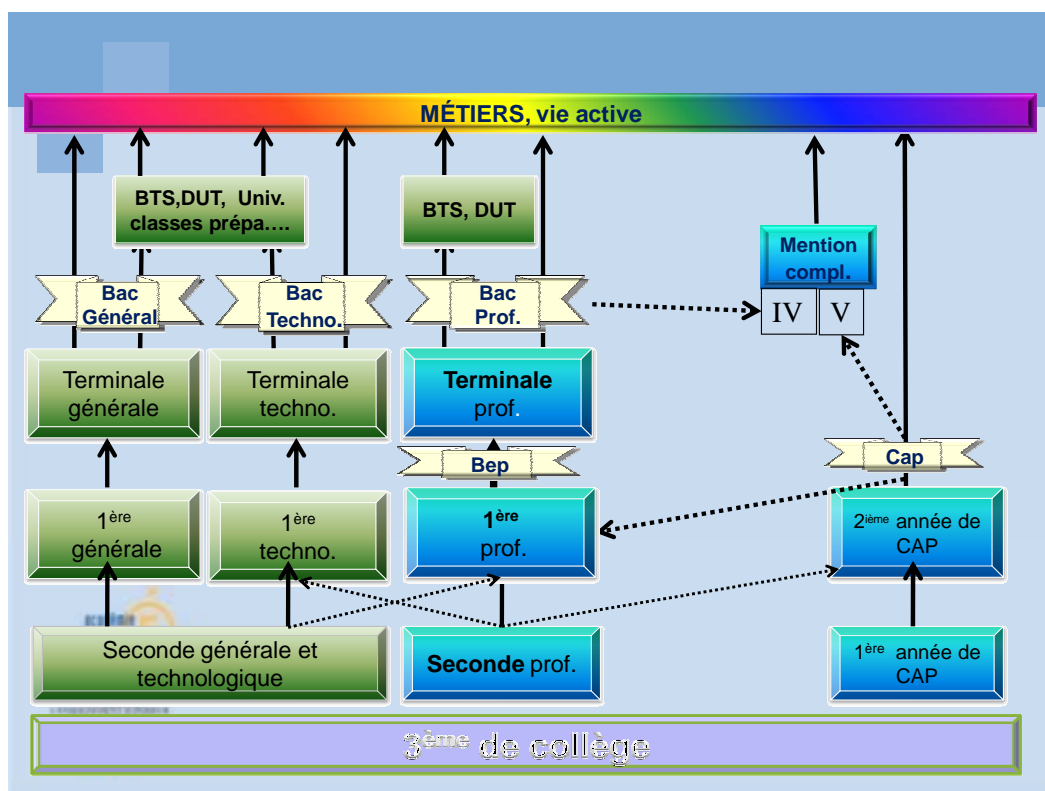 MÉTIERS, vie active
BTS,DUT, Univ.
classes prépa….
BTS, DUT
Mention
compl.
IV
V
Bac
Général
Bac
Techno.
Bac
Prof.
Terminale
générale
Terminale
techno.
Terminale
prof.
Bep
Cap
1ère
générale
1ère
techno.
1ère
prof.
2ième année de
CAP
académie
Seconde générale et
technologique
Seconde prof.
1ère année de
CAP
3ème de collège